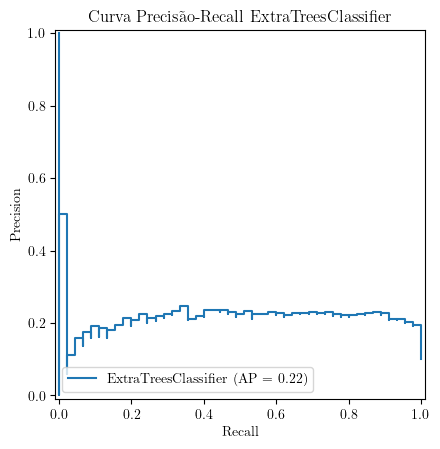 Curva Precisão-Recall ExtraTreesClassifier
1.0
0.8
0.6
0.4
0.2
0.0
Precision
ExtraTreesClassifier (AP = 0.22)
0.0 0.2 0.4 0.6 0.8 1.0
Recall